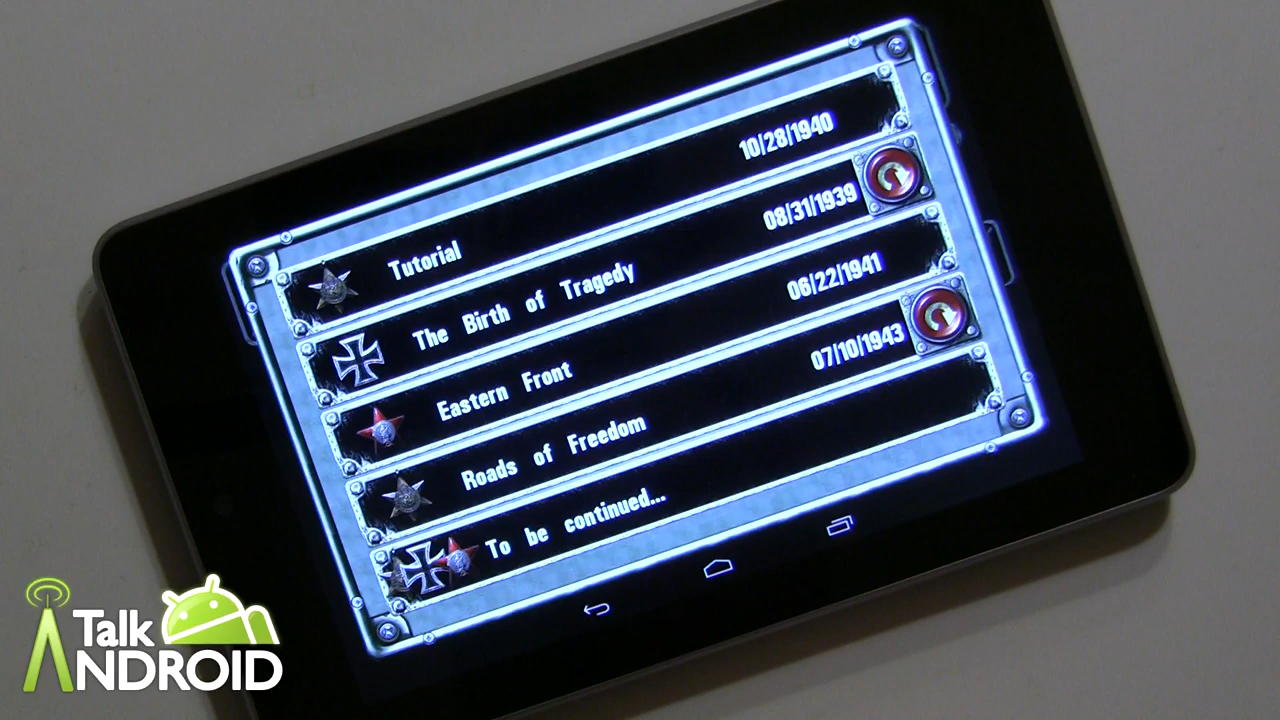 Tutorial 10/28/1940
The Birth of Tragedy 08/31/1939
Eastern Front 06/22/1941
Roads of Freedom 07/10/1943
To be continued...
Talk
ANDROID